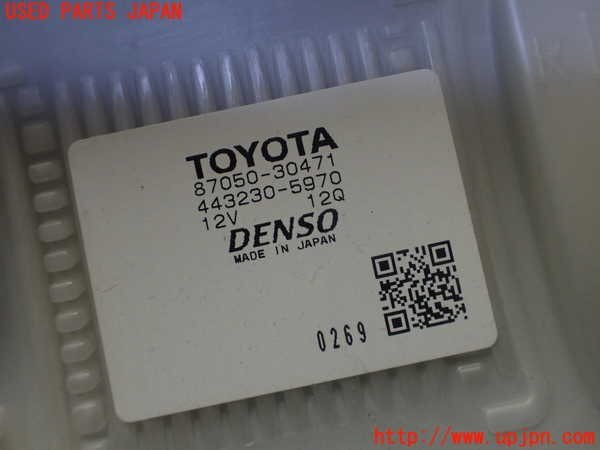 USED PARTS JAPAN
TOYOTA
87050-30471
443230-5970
12V 12Q
DENSO
MADE IN JAPAN
0269
http://www.upjpn.com